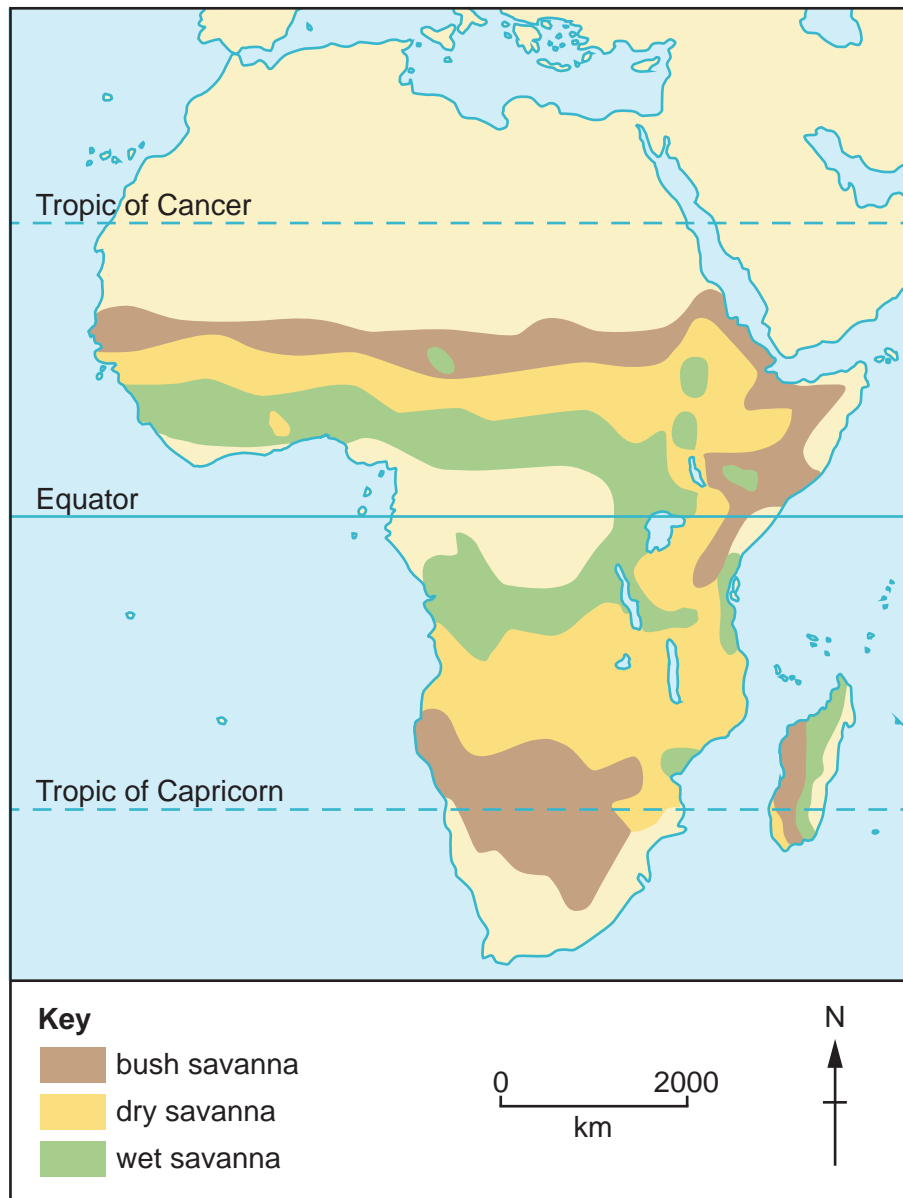 Tropic of Cancer
Equator
Tropic of Capricorn
Key
bush savanna
dry savanna
wet savanna
0 2000
km
N